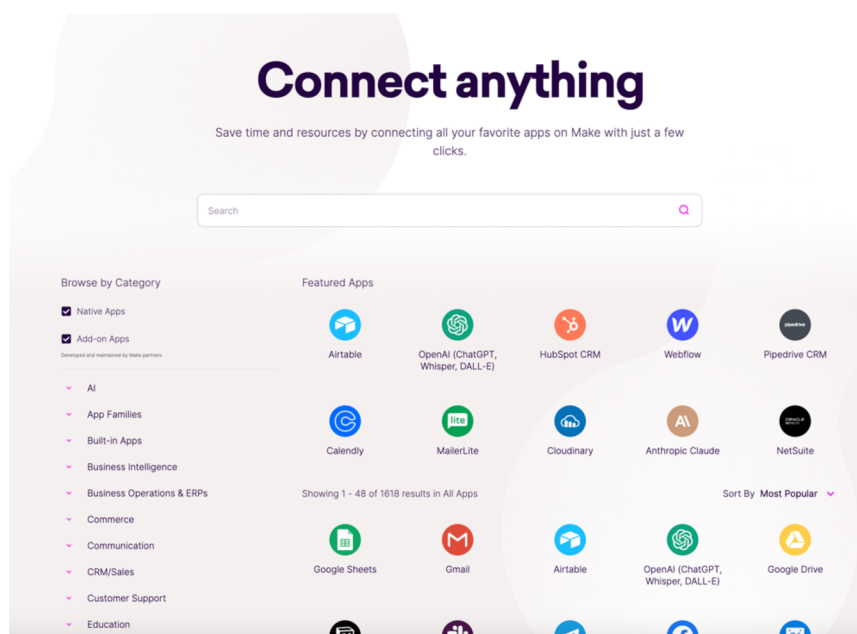 Connect anything
Save time and resources by connecting all your favorite apps on Make with just a few
clicks.
Search
Browse by Category
Native Apps
Add-on Apps
Developed and maintained by Make partners
AI
App Families
Built-in Apps
Business Intelligence
Business Operations & ERPs
Commerce
Communication
CRM/Sales
Customer Support
Education
Featured Apps
Airtable
OpenAI (ChatGPT,
Whisper, DALL-E)
HubSpot CRM
Webflow
pipedrive
Pipedrive CRM
Calendly
lite
MailerLite
Cloudinary
Anthropic Claude
ORACLE
NETSUITE
NetSuite
Showing 1 - 48 of 1618 results in All Apps
Sort By Most Popular
Google Sheets
Gmail
Airtable
OpenAI (ChatGPT,
Whisper, DALL-E)
Google Drive